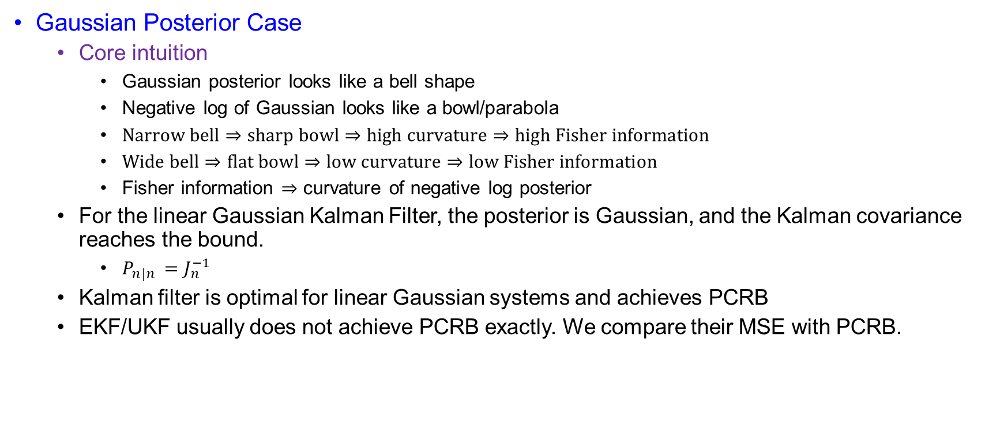 • Gaussian Posterior Case
• Core intuition
• Gaussian posterior looks like a bell shape
• Negative log of Gaussian looks like a bowl/parabola
• Narrow bell ⇒ sharp bowl ⇒ high curvature ⇒ high Fisher information
• Wide bell ⇒ flat bowl ⇒ low curvature ⇒ low Fisher information
• Fisher information ⇒ curvature of negative log posterior
• For the linear Gaussian Kalman Filter, the posterior is Gaussian, and the Kalman covariance
reaches the bound.
• $P_{n|n} = J_n^{-1}$
• Kalman filter is optimal for linear Gaussian systems and achieves PCRB
• EKF/UKF usually does not achieve PCRB exactly. We compare their MSE with PCRB.